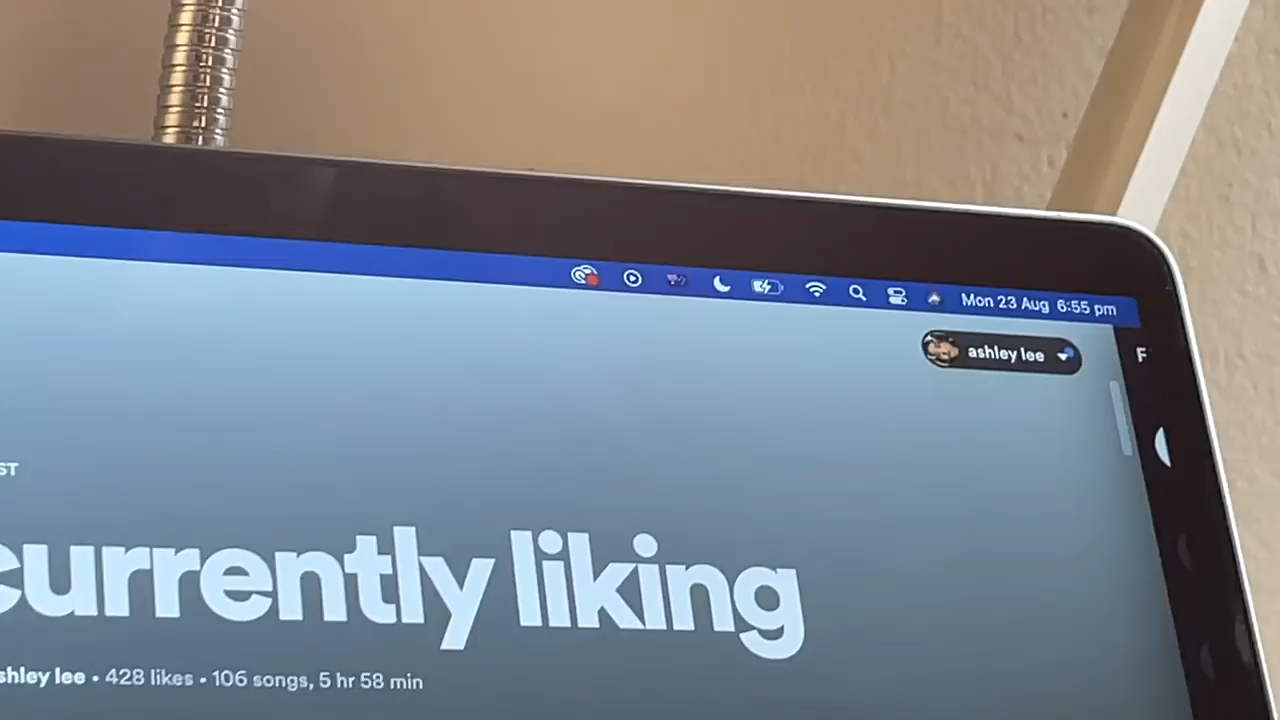 Mon 23 Aug 6:55 pm
ashley lee
F
ST
currently liking
shley lee • 428 likes • 106 songs, 5 hr 58 min